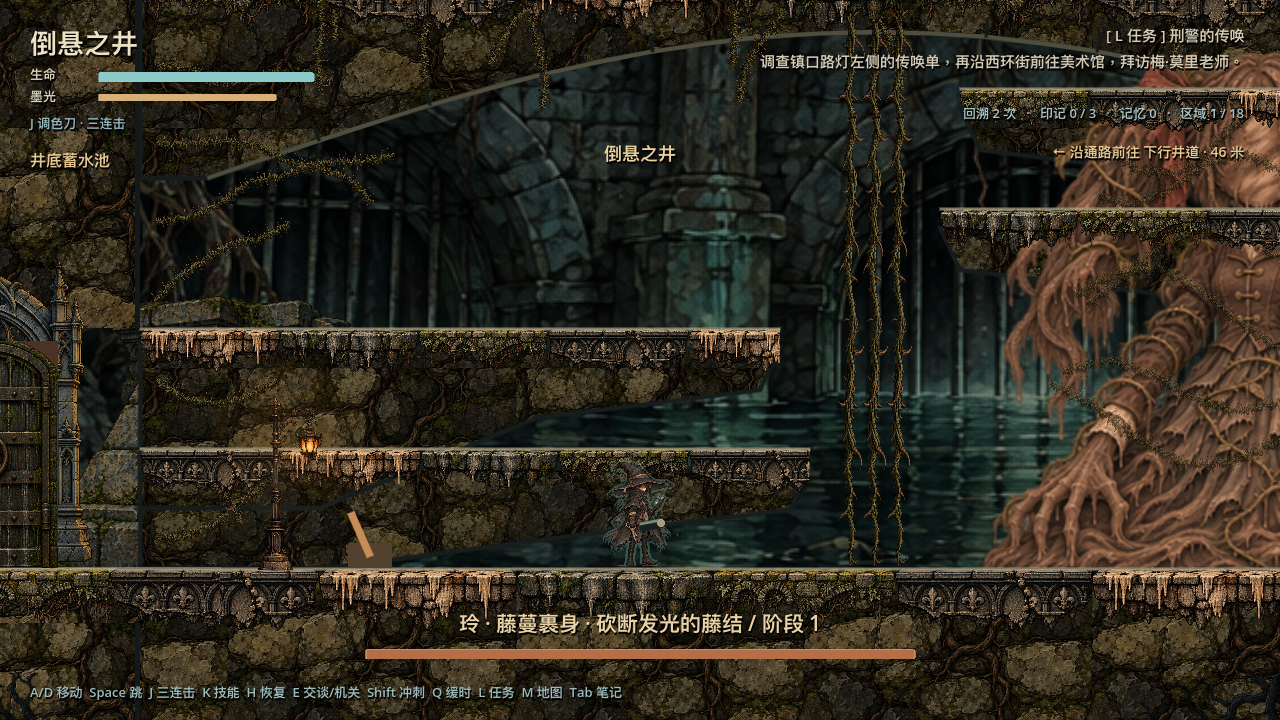 倒悬之井
生命
墨光
J 调色刀 · 三连击
井底蓄水池
[ L 任务 ] 刑警的传唤
调查镇口路灯左侧的传唤单，再沿西环街前往美术馆，拜访梅·莫里老师。
回溯 2 次 · 印记 0 / 3 · 记忆 0 · 区域 1 / 18
← 沿通路前往 下行井道 · 46 米
倒悬之井
玲 · 藤蔓裹身 · 砍断发光的藤结 / 阶段 1
A/D 移动 Space 跳 J 三连击 K 技能 H 恢复 E 交谈/机关 Shift 冲刺 Q 缓时 L 任务 M 地图 Tab 笔记